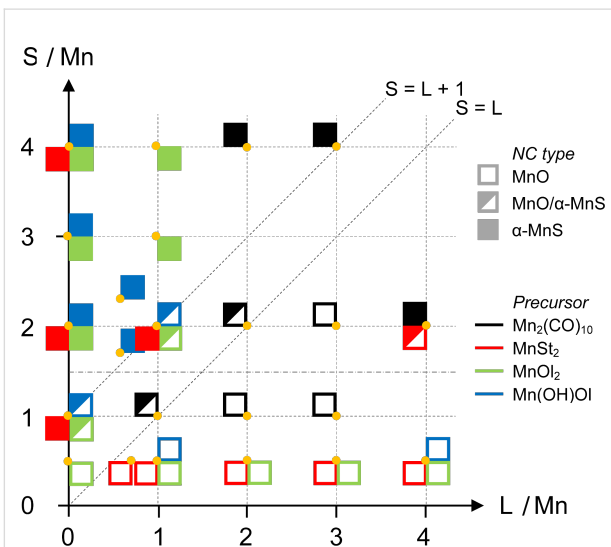 S / Mn
S = L + 1
S = L
4
3
2
1
0
0 1 2 3 4
L / Mn
NC type
MnO
MnO/α-MnS
α-MnS
Precursor
Mn₂(CO)₁₀
MnSt₂
MnOl₂
Mn(OH)Ol